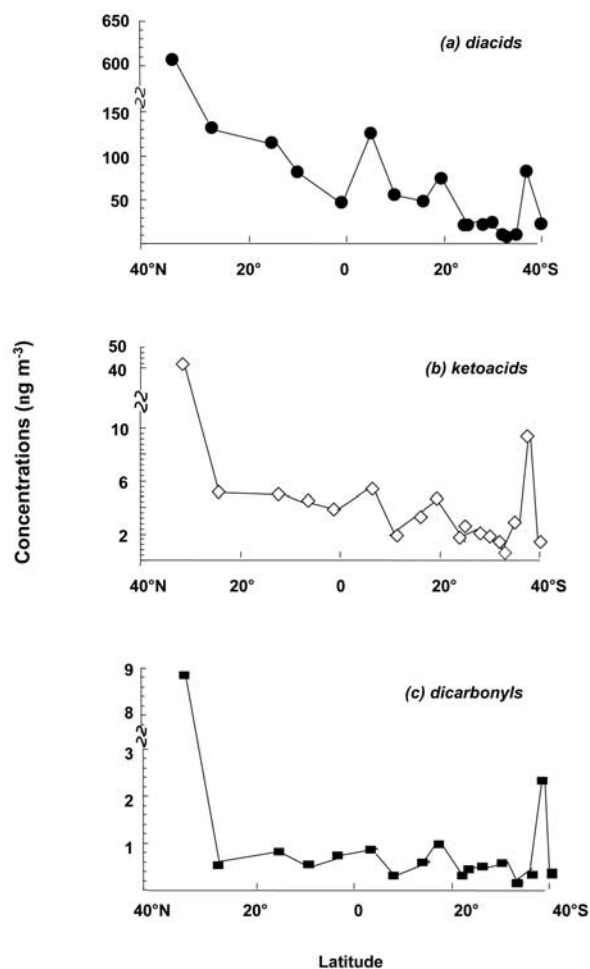 650
(a) diacids
600
150
100
50
40°N 20° 0 20° 40°S
50
40
(b) ketoacids
10
6
2
40°N 20° 0 20° 40°S
9
(c) dicarbonyls
8
3
2
1
40°N 20° 0 20° 40°S
Concentrations (ng m⁻³)
Latitude